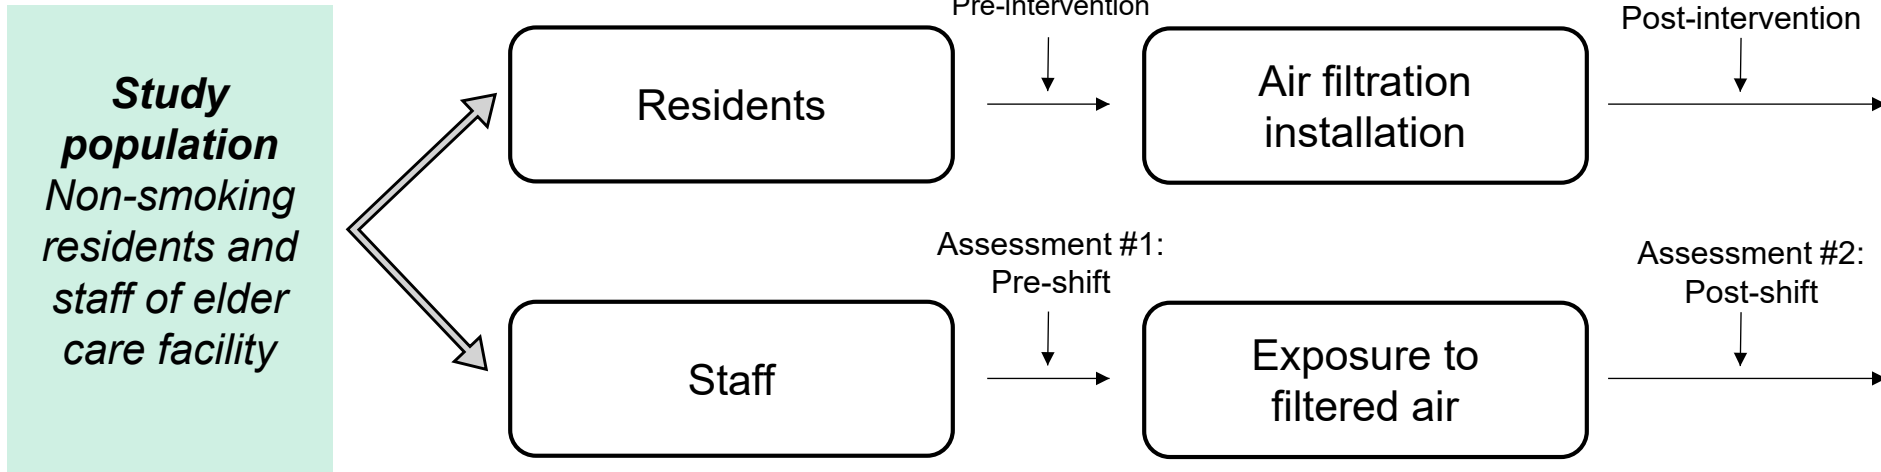 Study
population
Non-smoking
residents and
staff of elder
care facility
Residents
Pre-intervention
Air filtration
installation
Post-intervention
Staff
Assessment #1:
Pre-shift
Exposure to
filtered air
Assessment #2:
Post-shift